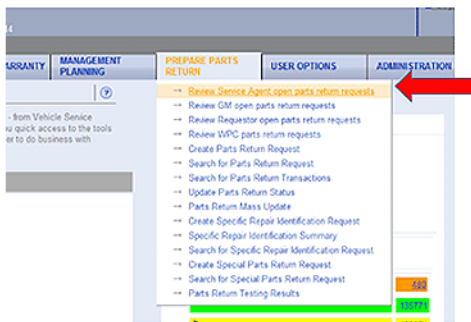 14
ARRANTY
MANAGEMENT
PLANNING
PREPARE PARTS
RETURN
USER OPTIONS
ADMINISTRATION
- from Vehicle Service
ou quick access to the tools
er to do business with
→ Review Service Agent open parts return requests
→ Review GM open parts return requests
→ Review Requestor open parts return requests
→ Review WPC parts return requests
→ Create Parts Return Request
→ Search for Parts Return Request
→ Search for Parts Return Transactions
→ Update Parts Return Status
→ Parts Return Mass Update
→ Create Specific Repair Identification Request
→ Specific Repair Identification Summary
→ Search for Specific Repair Identification Request
→ Create Special Parts Return Request
→ Search for Special Parts Return Request
→ Parts Return Testing Results
480
135771